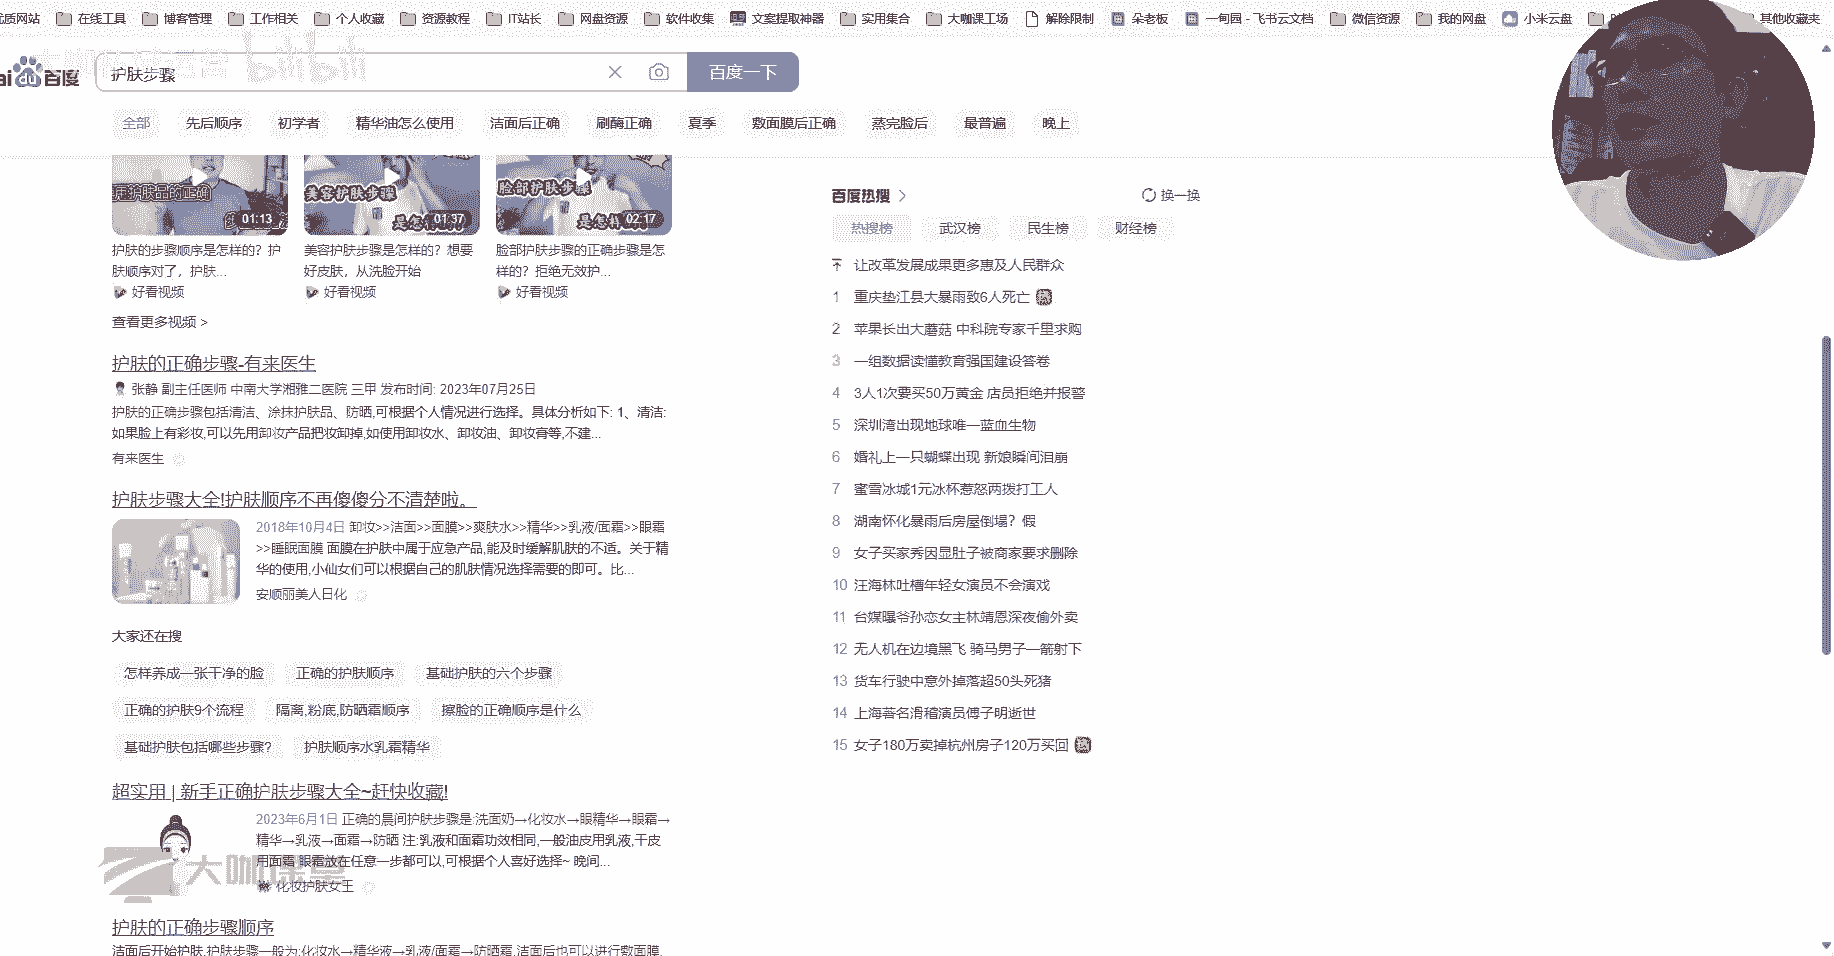 优质网站 在线工具 博客管理 工作相关 个人收藏 资源教程 IT站长 网盘资源 软件收集 文案提取神器 实用集合 大咖课工场 解除限制 朵老板 一甸园 - 飞书云文档 微信资源 我的网盘 小米云盘 其他收藏夹
bilibili
Bai du 百度 护肤步骤 百度一下
全部 先后顺序 初学者 精华油怎么使用 洁面后正确 刷酶正确 夏季 敷面膜后正确 蒸完脸后 最普遍 晚上
01:13 美容护肤步骤 是怎样的 01:37 脸部护肤步骤 是怎样的 02:17
护肤的步骤顺序是怎样的？护肤顺序对了，护肤...
好看视频
美容护肤步骤是怎样的？想要好皮肤，从洗脸开始
好看视频
脸部护肤步骤的正确步骤是怎样的？拒绝无效护...
好看视频
查看更多视频 >
护肤的正确步骤-有来医生
张静 副主任医师 中南大学湘雅二医院 三甲 发布时间: 2023年07月25日
护肤的正确步骤包括清洁、涂抹护肤品、防晒,可根据个人情况进行选择。具体分析如下: 1、清洁:
如果脸上有彩妆,可以先用卸妆产品把妆卸掉,如使用卸妆水、卸妆油、卸妆膏等,不建...
有来医生
护肤步骤大全!护肤顺序不再傻傻分不清楚啦。
2018年10月4日 卸妆>>洁面>>面膜>>爽肤水>>精华>>乳液/面霜>>眼霜
>>睡眠面膜 面膜在护肤中属于应急产品,能及时缓解肌肤的不适。关于精
华的使用,小仙女们可以根据自己的肌肤情况选择需要的即可。比...
安顺丽美人日化
大家还在搜
怎样养成一张干净的脸 正确的护肤顺序 基础护肤的六个步骤
正确的护肤9个流程 隔离,粉底,防晒霜顺序 擦脸的正确顺序是什么
基础护肤包括哪些步骤? 护肤顺序水乳霜精华
超实用 | 新手正确护肤步骤大全~赶快收藏!
2023年6月1日 正确的晨间护肤步骤是:洗面奶→化妆水→眼精华→眼霜→
精华→乳液→面霜→防晒 注:乳液和面霜功效相同,一般油皮用乳液,干皮
用面霜 眼霜放在任意一步都可以,可根据个人喜好选择~ 晚间...
化妆护肤女王
大咖课堂
护肤的正确步骤顺序
洁面后开始护肤,护肤步骤一般为:化妆水→精华液→乳液/面霜→防晒霜,洁面后也可以进行敷面膜,
百度热搜 > 换一换
热搜榜 武汉榜 民生榜 财经榜
让改革发展成果更多惠及人民群众
1 重庆垫江县大暴雨致6人死亡 热
2 苹果长出大蘑菇 中科院专家千里求购
3 一组数据读懂教育强国建设答卷
4 3人1次要买50万黄金 店员拒绝并报警
5 深圳湾出现地球唯一蓝血生物
6 婚礼上一只蝴蝶出现 新娘瞬间泪崩
7 蜜雪冰城1元冰杯惹怒两拨打工人
8 湖南怀化暴雨后房屋倒塌？假
9 女子买家秀因显肚子被商家要求删除
10 汪海林吐槽年轻女演员不会演戏
11 台媒曝爷孙恋女主林靖恩深夜偷外卖
12 无人机在边境黑飞 骑马男子一箭射下
13 货车行驶中意外掉落超50头死猪
14 上海著名滑稽演员傅子明逝世
15 女子180万卖掉杭州房子120万买回 热